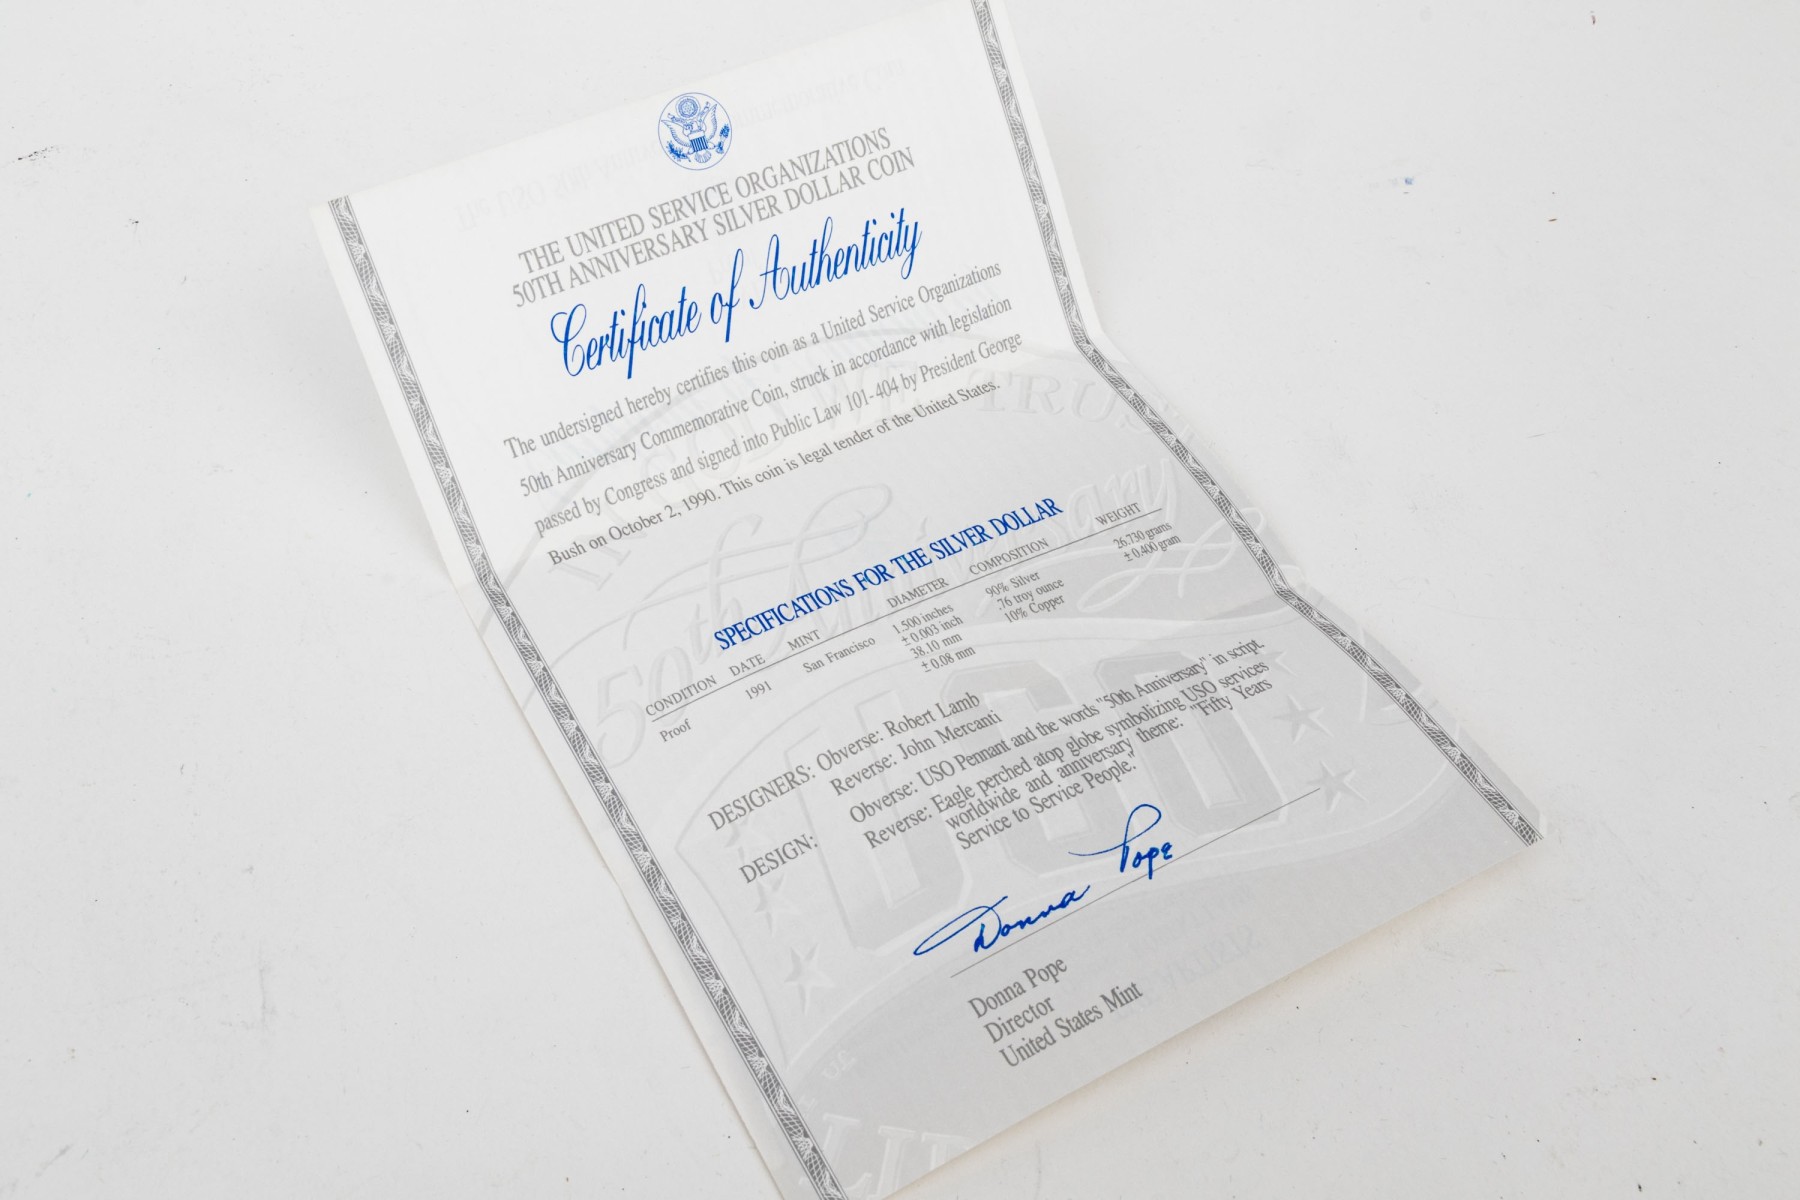 THE UNITED SERVICE ORGANIZATIONS
50TH ANNIVERSARY SILVER DOLLAR COIN
Certificate of Authenticity
The undersigned hereby certifies this coin as a United Service Organizations
50th Anniversary Commemorative Coin, struck in accordance with legislation
passed by Congress and signed into Public Law 101-404 by President George
Bush on October 2, 1990. This coin is legal tender of the United States.
SPECIFICATIONS FOR THE SILVER DOLLAR
CONDITION DATE MINT DIAMETER COMPOSITION WEIGHT
Proof 1991 San Francisco 1.500 inches 90% Silver 26.730 grams
± 0.003 inch .76 troy ounce ± 0.400 gram
38.10 mm 10% Copper
± 0.08 mm
DESIGNERS: Obverse: Robert Lamb
Reverse: John Mercanti
DESIGN: Obverse: USO Pennant and the words "50th Anniversary" in script.
Reverse: Eagle perched atop globe symbolizing USO services
worldwide and anniversary theme: "Fifty Years
Service to Service People."
Donna Pope
Donna Pope
Director
United States Mint
TRUST
50th Anniversary
USO